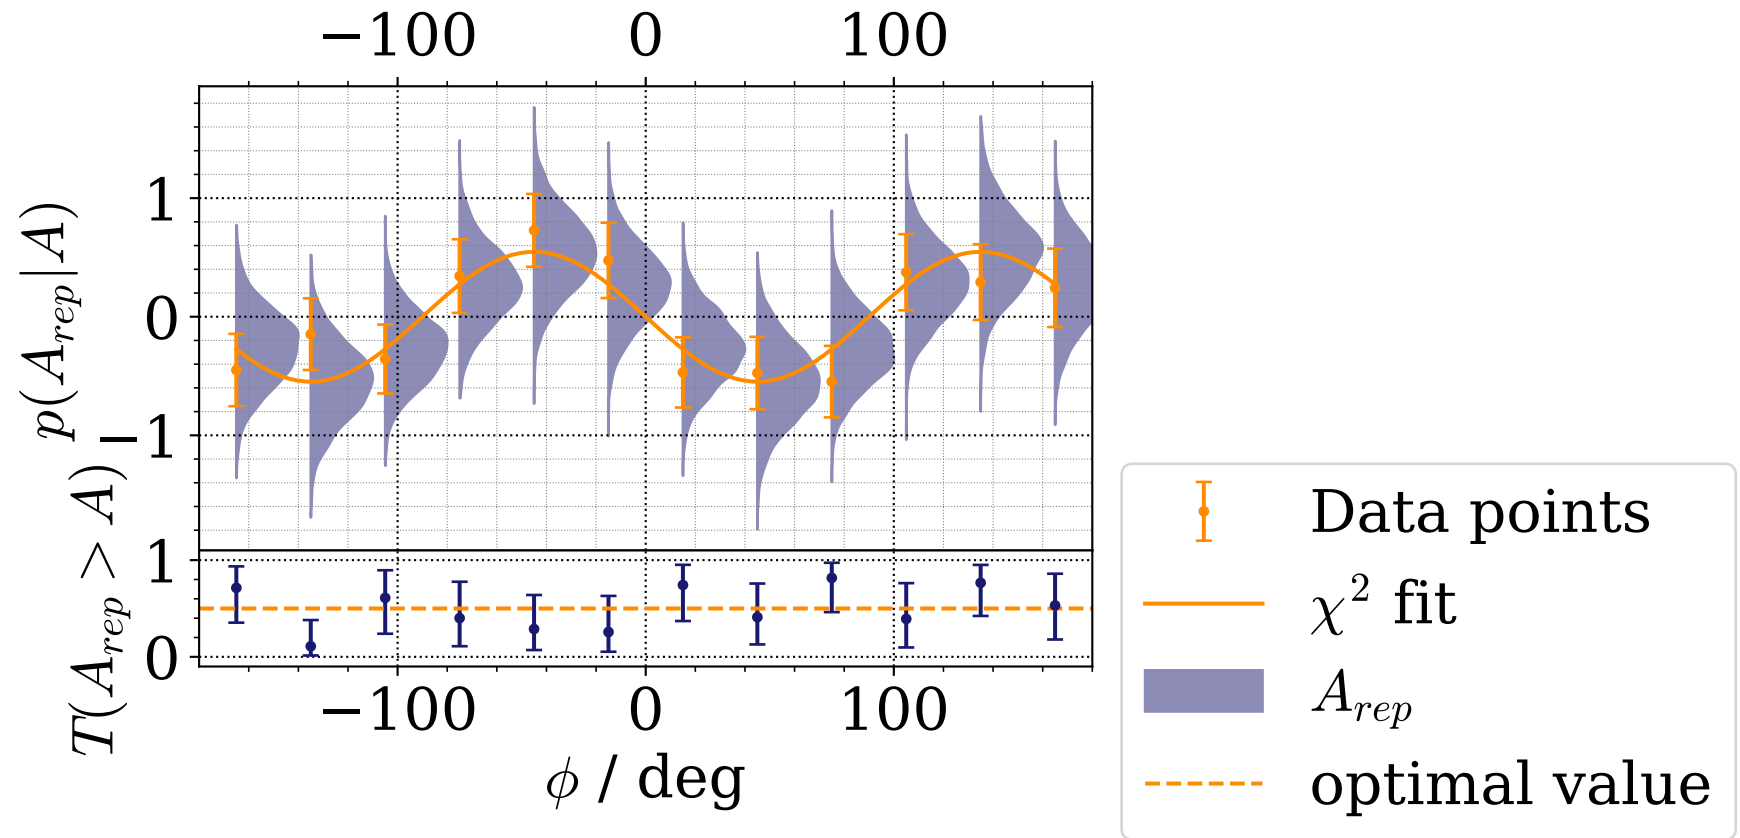 −100 0 100
p(A_rep|A)
1
0
−1
T(A_rep > A)
1
0
−100 0 100
ϕ / deg
Data points
χ² fit
A_rep
optimal value